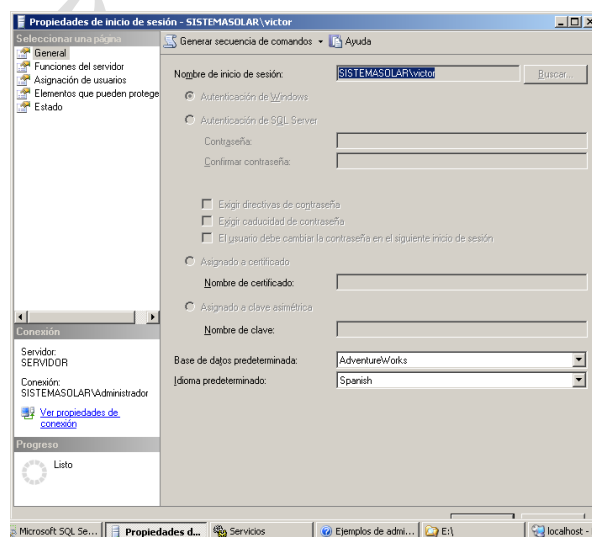 Propiedades de inicio de sesión - SISTEMASOLAR\victor
Seleccionar una página
General
Funciones del servidor
Asignación de usuarios
Elementos que pueden protege
Estado
Generar secuencia de comandos
Ayuda
Nombre de inicio de sesión:
SISTEMASOLAR\victor
Buscar...
Autenticación de Windows
Autenticación de SQL Server
Contraseña:
Confirmar contraseña:
Exigir directivas de contraseña
Exigir caducidad de contraseña
El usuario debe cambiar la contraseña en el siguiente inicio de sesión
Asignado a certificado
Nombre de certificado:
Asignado a clave asimétrica
Nombre de clave:
Base de datos predeterminada:
AdventureWorks
Idioma predeterminado:
Spanish
Conexión
Servidor:
SERVIDOR
Conexión:
SISTEMASOLAR\Administrador
Ver propiedades de
conexión
Progreso
Listo
Microsoft SQL Se...
Propiedades d...
Servicios
Ejemplos de admi...
E:\
localhost -